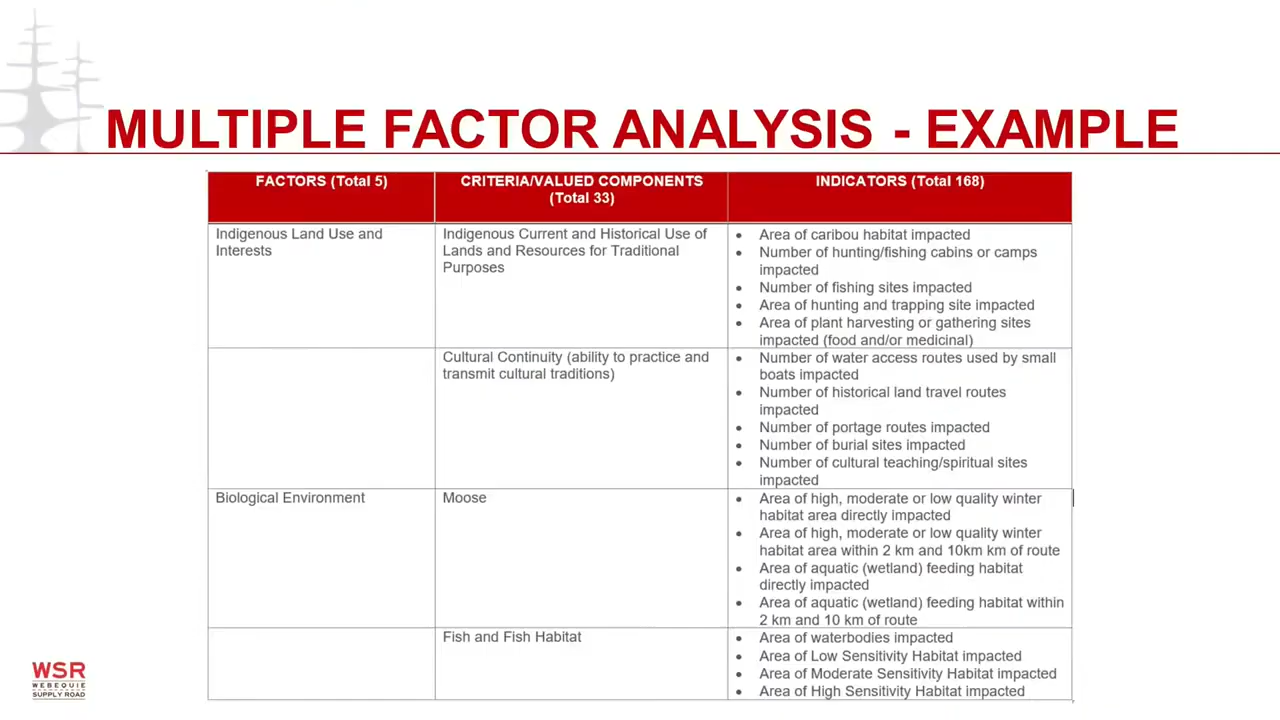 MULTIPLE FACTOR ANALYSIS - EXAMPLE
FACTORS (Total 5)
CRITERIA/VALUED COMPONENTS
(Total 33)
INDICATORS (Total 168)
Indigenous Land Use and
Interests
Indigenous Current and Historical Use of
Lands and Resources for Traditional
Purposes
• Area of caribou habitat impacted
• Number of hunting/fishing cabins or camps
impacted
• Number of fishing sites impacted
• Area of hunting and trapping site impacted
• Area of plant harvesting or gathering sites
impacted (food and/or medicinal)
Cultural Continuity (ability to practice and
transmit cultural traditions)
• Number of water access routes used by small
boats impacted
• Number of historical land travel routes
impacted
• Number of portage routes impacted
• Number of burial sites impacted
• Number of cultural teaching/spiritual sites
impacted
Biological Environment
Moose
• Area of high, moderate or low quality winter
habitat area directly impacted
• Area of high, moderate or low quality winter
habitat area within 2 km and 10km km of route
• Area of aquatic (wetland) feeding habitat
directly impacted
• Area of aquatic (wetland) feeding habitat within
2 km and 10 km of route
Fish and Fish Habitat
• Area of waterbodies impacted
• Area of Low Sensitivity Habitat impacted
• Area of Moderate Sensitivity Habitat impacted
• Area of High Sensitivity Habitat impacted
WSR
WEBEQUIE
SUPPLY ROAD